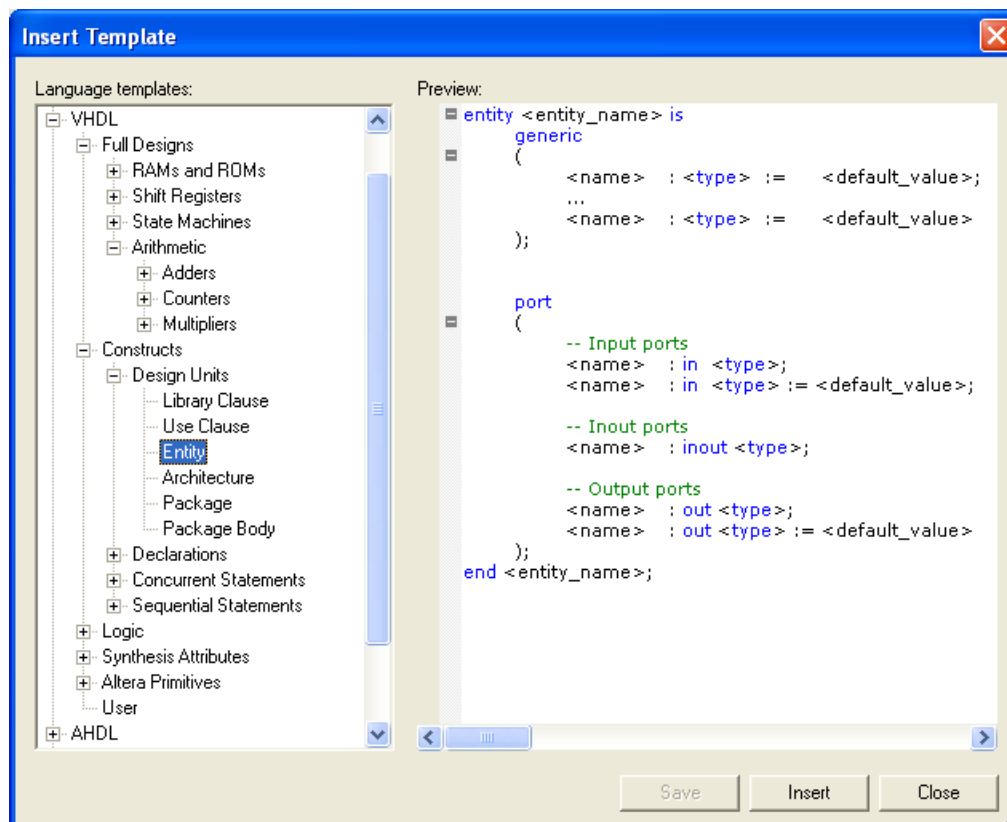 Insert Template
Language templates:
VHDL
Full Designs
RAMs and ROMs
Shift Registers
State Machines
Arithmetic
Adders
Counters
Multipliers
Constructs
Design Units
Library Clause
Use Clause
Entity
Architecture
Package
Package Body
Declarations
Concurrent Statements
Sequential Statements
Logic
Synthesis Attributes
Altera Primitives
User
AHDL
Preview:
entity <entity_name> is
generic
(
<name> : <type> := <default_value>;
...
<name> : <type> := <default_value>
);
port
(
-- Input ports
<name> : in <type>;
<name> : in <type> := <default_value>;
-- Inout ports
<name> : inout <type>;
-- Output ports
<name> : out <type>;
<name> : out <type> := <default_value>
);
end <entity_name>;
Save
Insert
Close